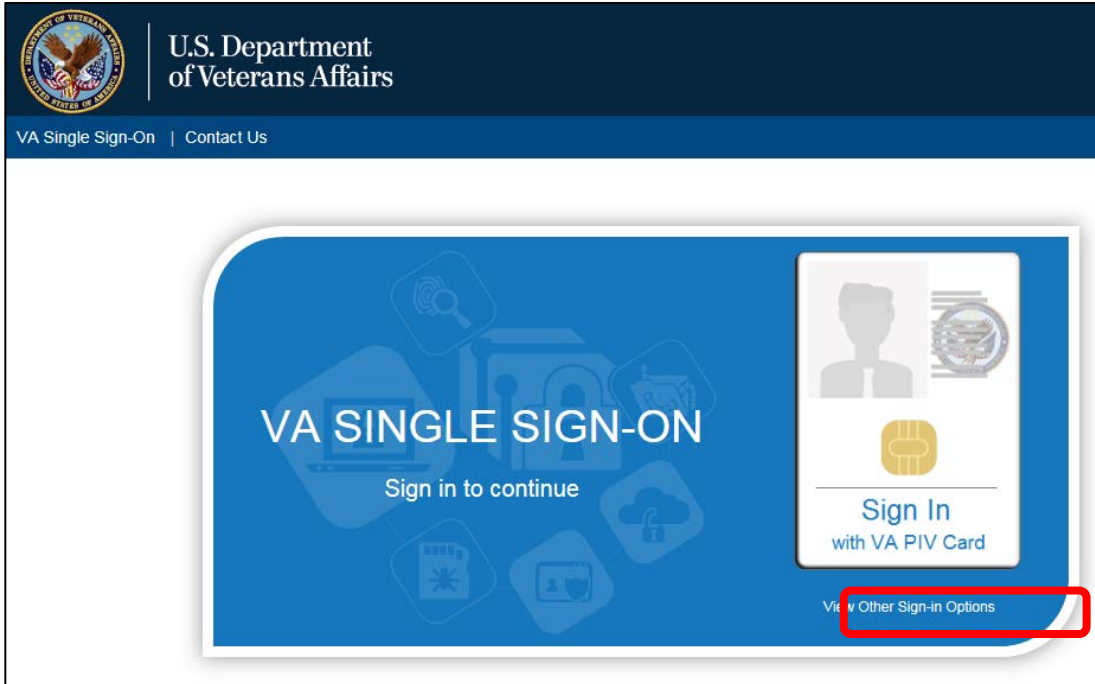 U.S. Department
of Veterans Affairs
VA Single Sign-On | Contact Us
VA SINGLE SIGN-ON
Sign in to continue
Sign In
with VA PIV Card
View Other Sign-in Options